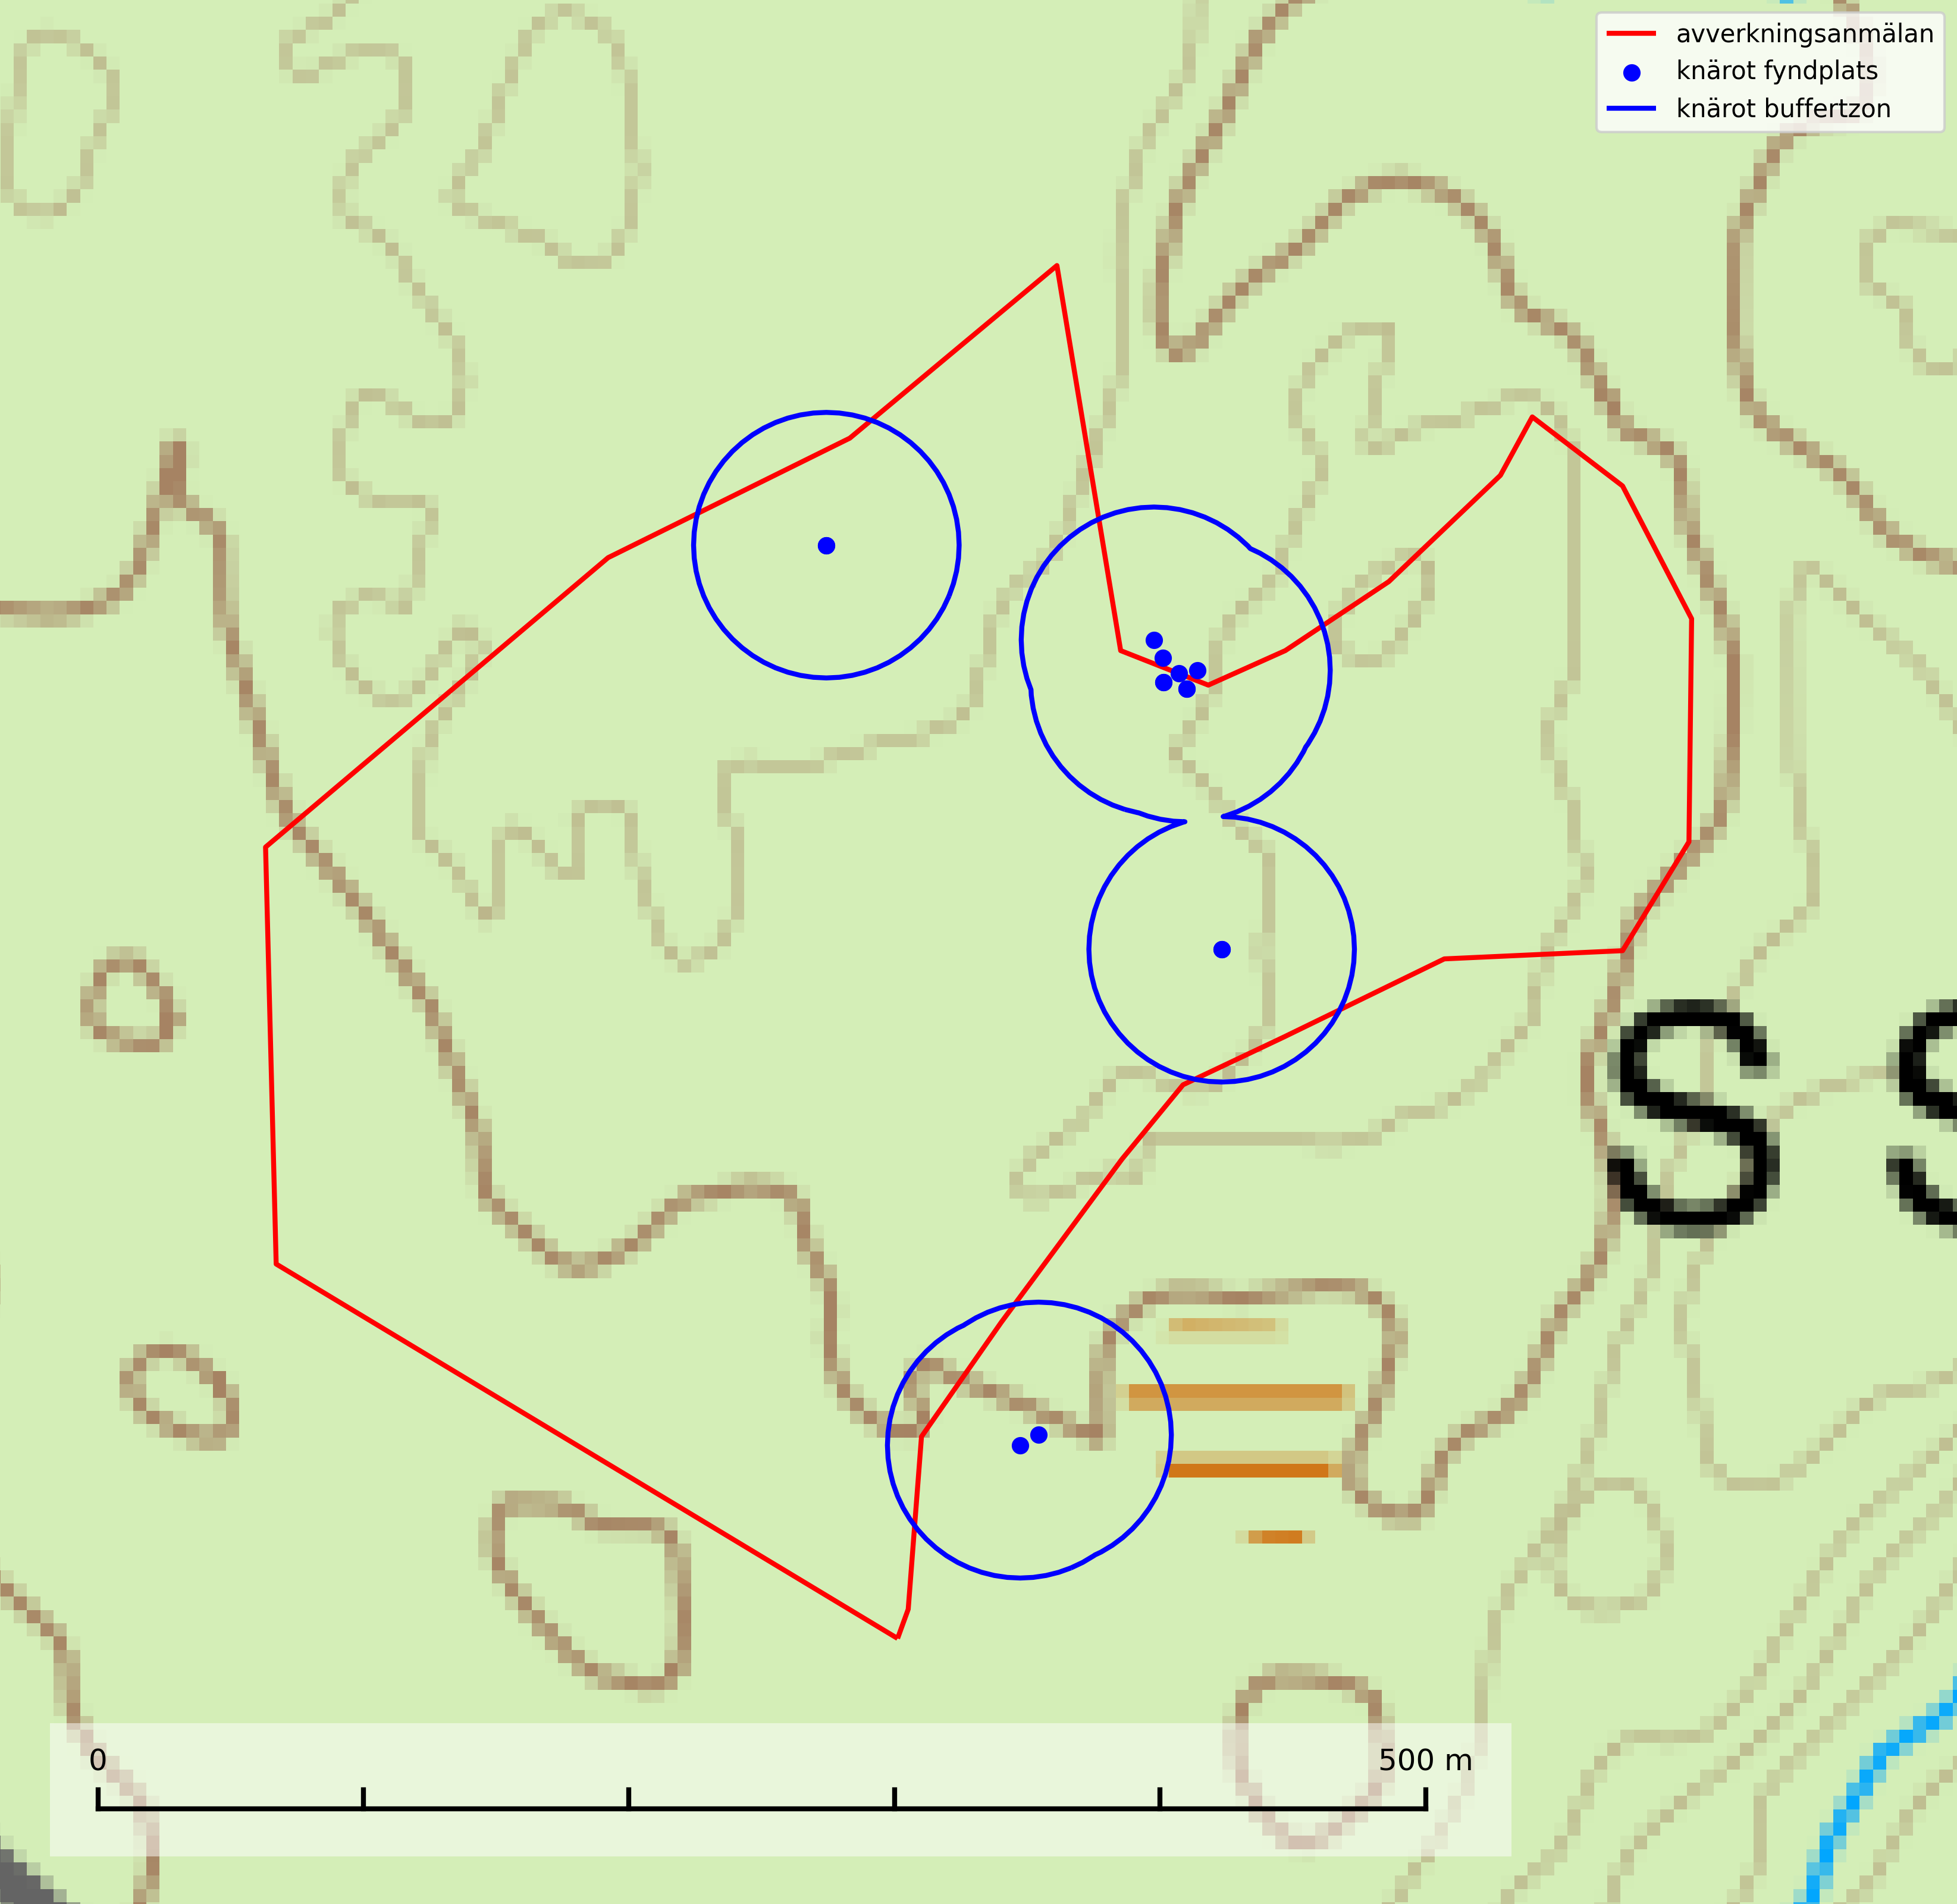 avverkningsanmälan
knärot fyndplats
knärot buffertzon
S S
0 500 m